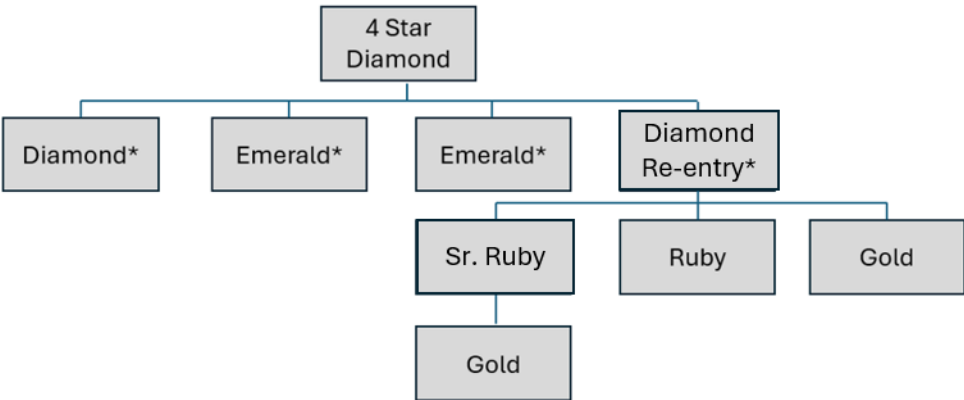 4 Star
Diamond
Diamond*
Emerald*
Emerald*
Diamond
Re-entry*
Sr. Ruby
Ruby
Gold
Gold